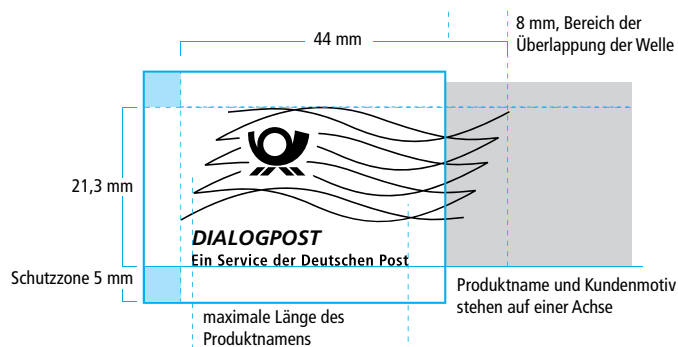 8 mm, Bereich der
Überlappung der Welle
44 mm
21,3 mm
DIALOGPOST
Ein Service der Deutschen Post
Schutzzone 5 mm
Produktname und Kundenmotiv
stehen auf einer Achse
maximale Länge des
Produktnamens